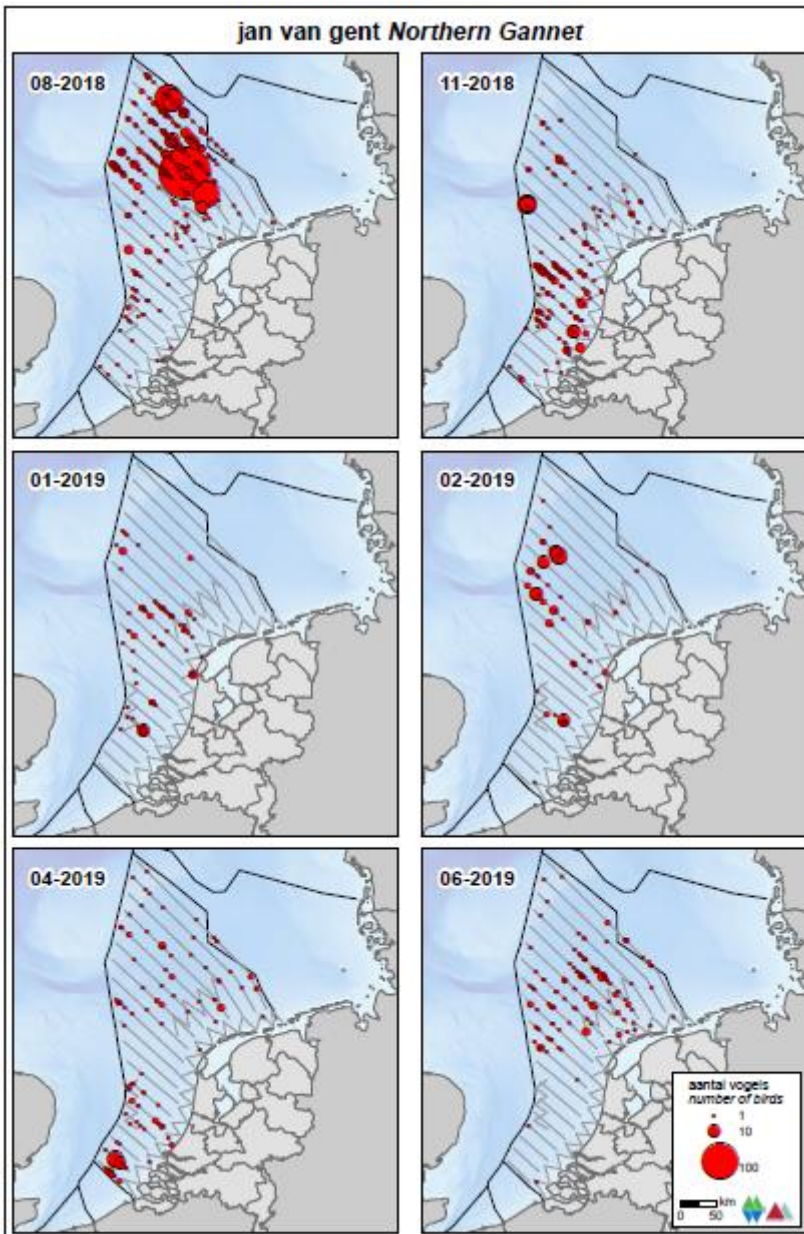 jan van gent Northern Gannet
08-2018
11-2018
01-2019
02-2019
04-2019
06-2019
aantal vogels
number of birds
1
10
100
km
0 50